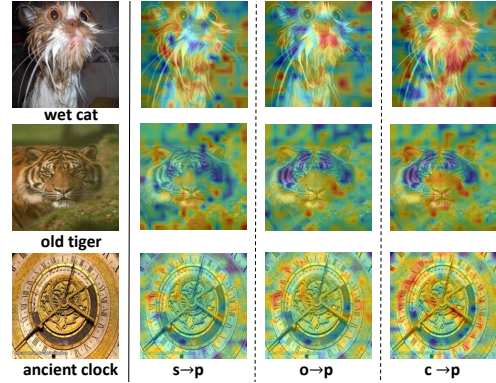 wet cat
old tiger
ancient clock
s→p
o→p
c →p